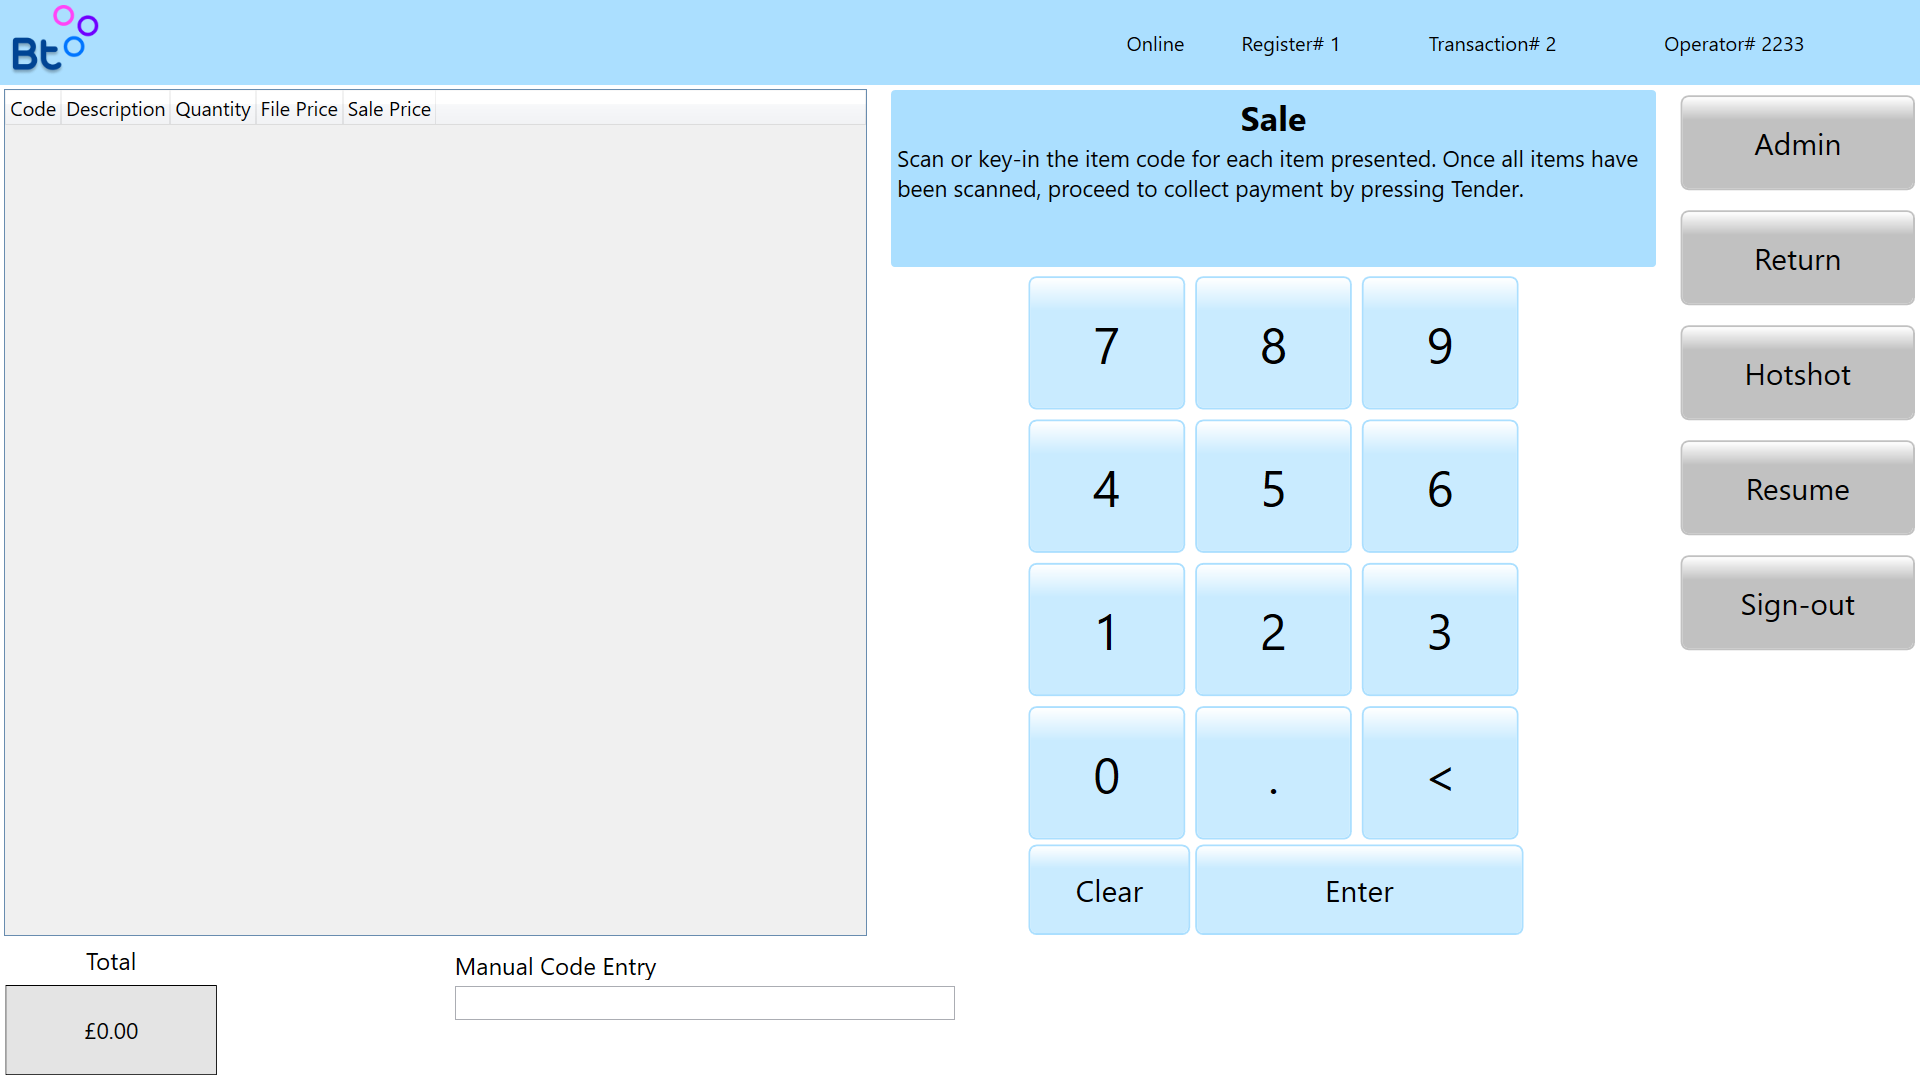 Bt
Online Register# 1 Transaction# 2 Operator# 2233
Code Description Quantity File Price Sale Price
Sale
Scan or key-in the item code for each item presented. Once all items have
been scanned, proceed to collect payment by pressing Tender.
Admin
Return
Hotshot
Resume
Sign-out
7 8 9
4 5 6
1 2 3
0 . <
Clear Enter
Total
£0.00
Manual Code Entry